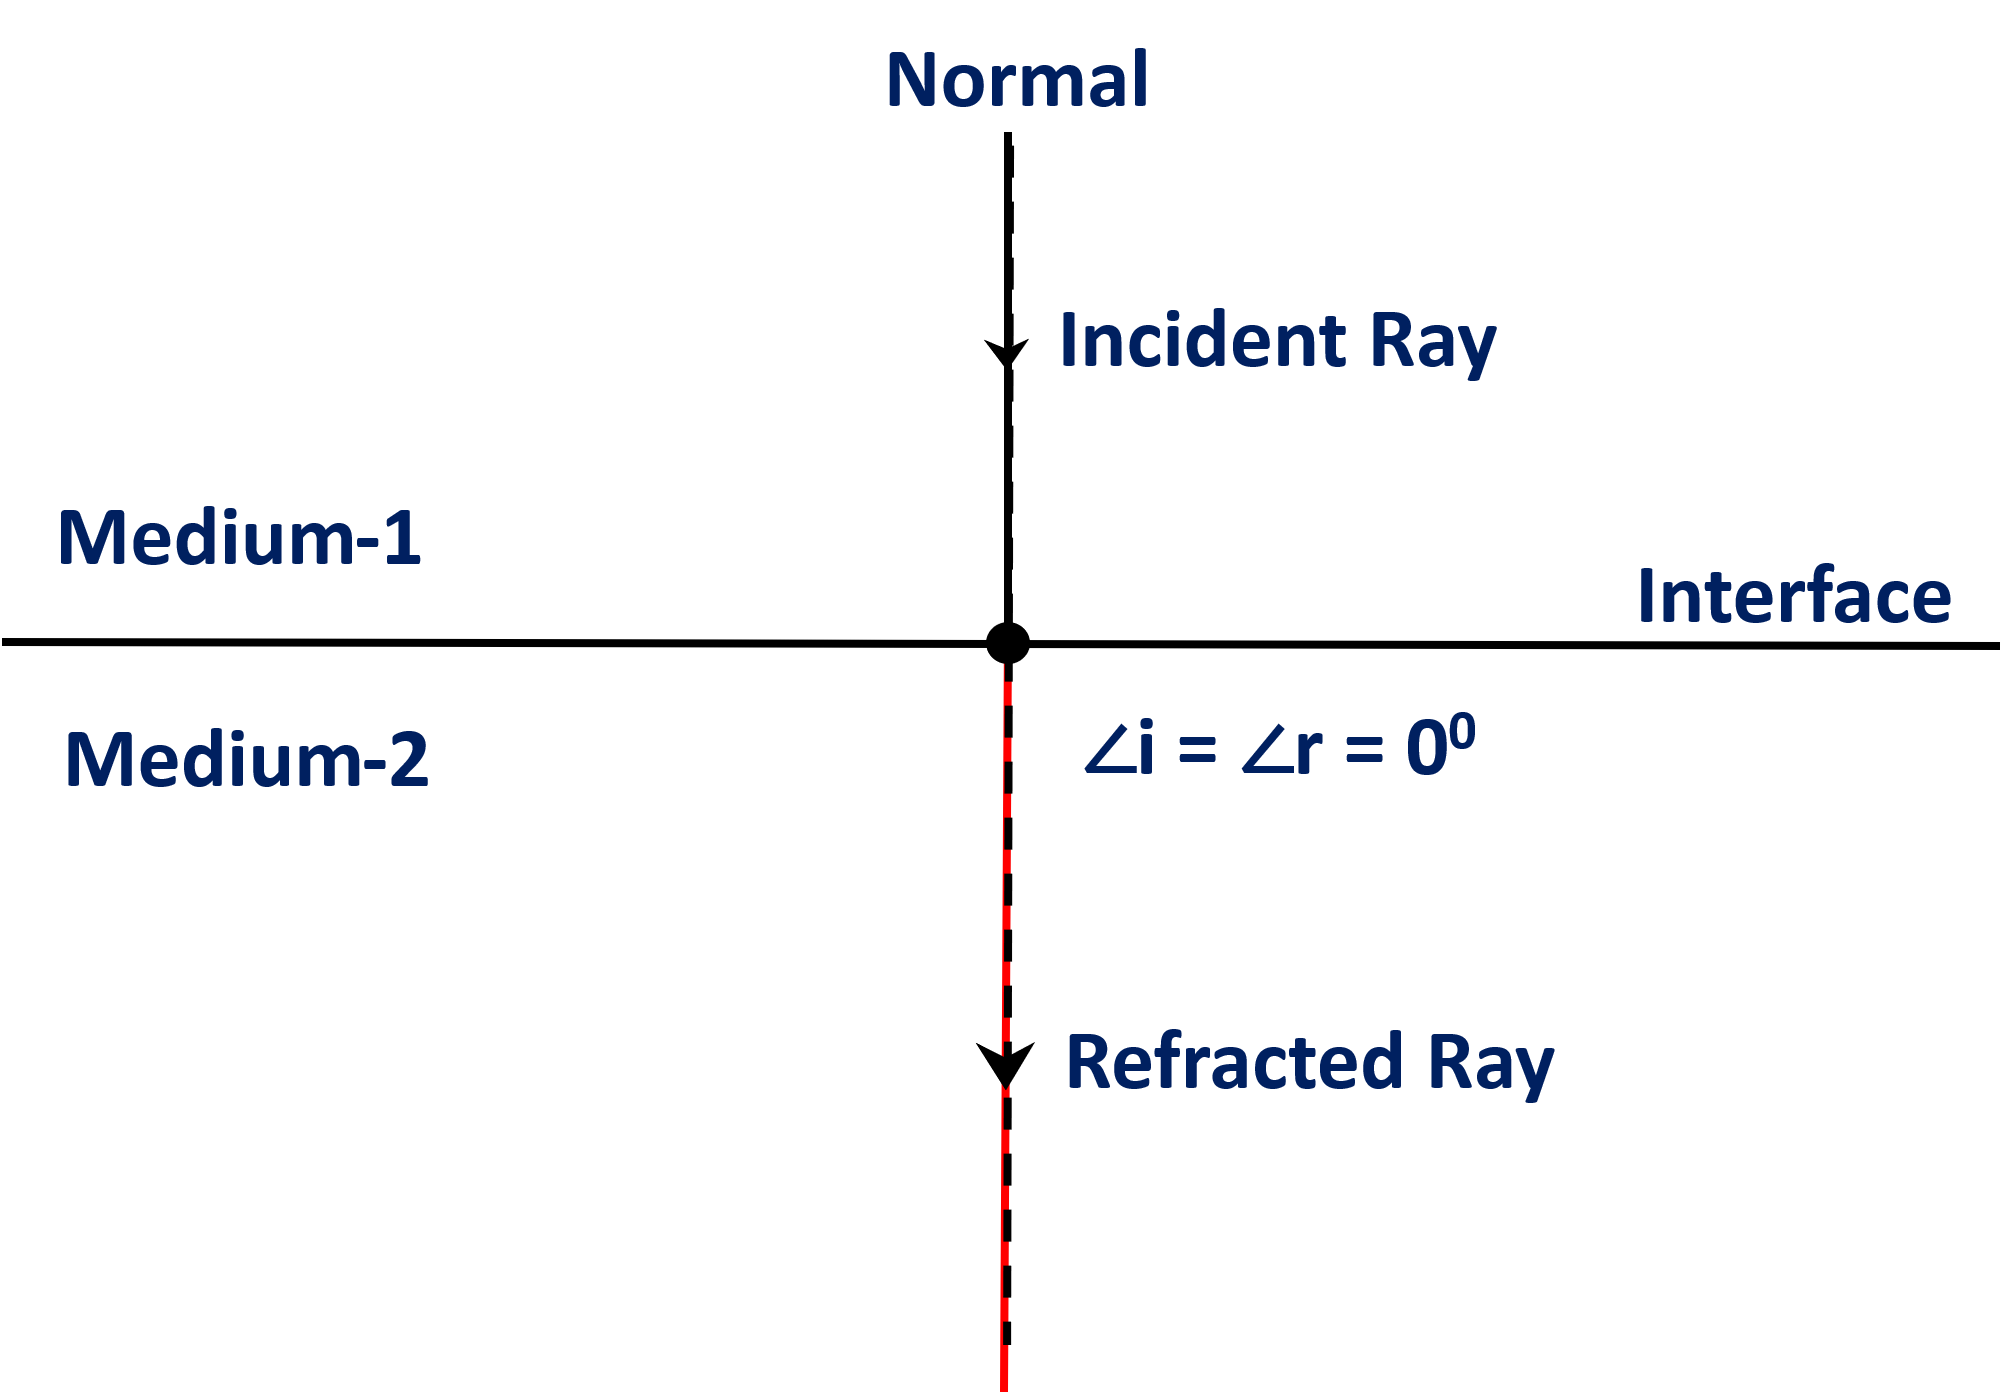 Normal
Incident Ray
Medium-1
Interface
Medium-2
∠i = ∠r = 0⁰
Refracted Ray